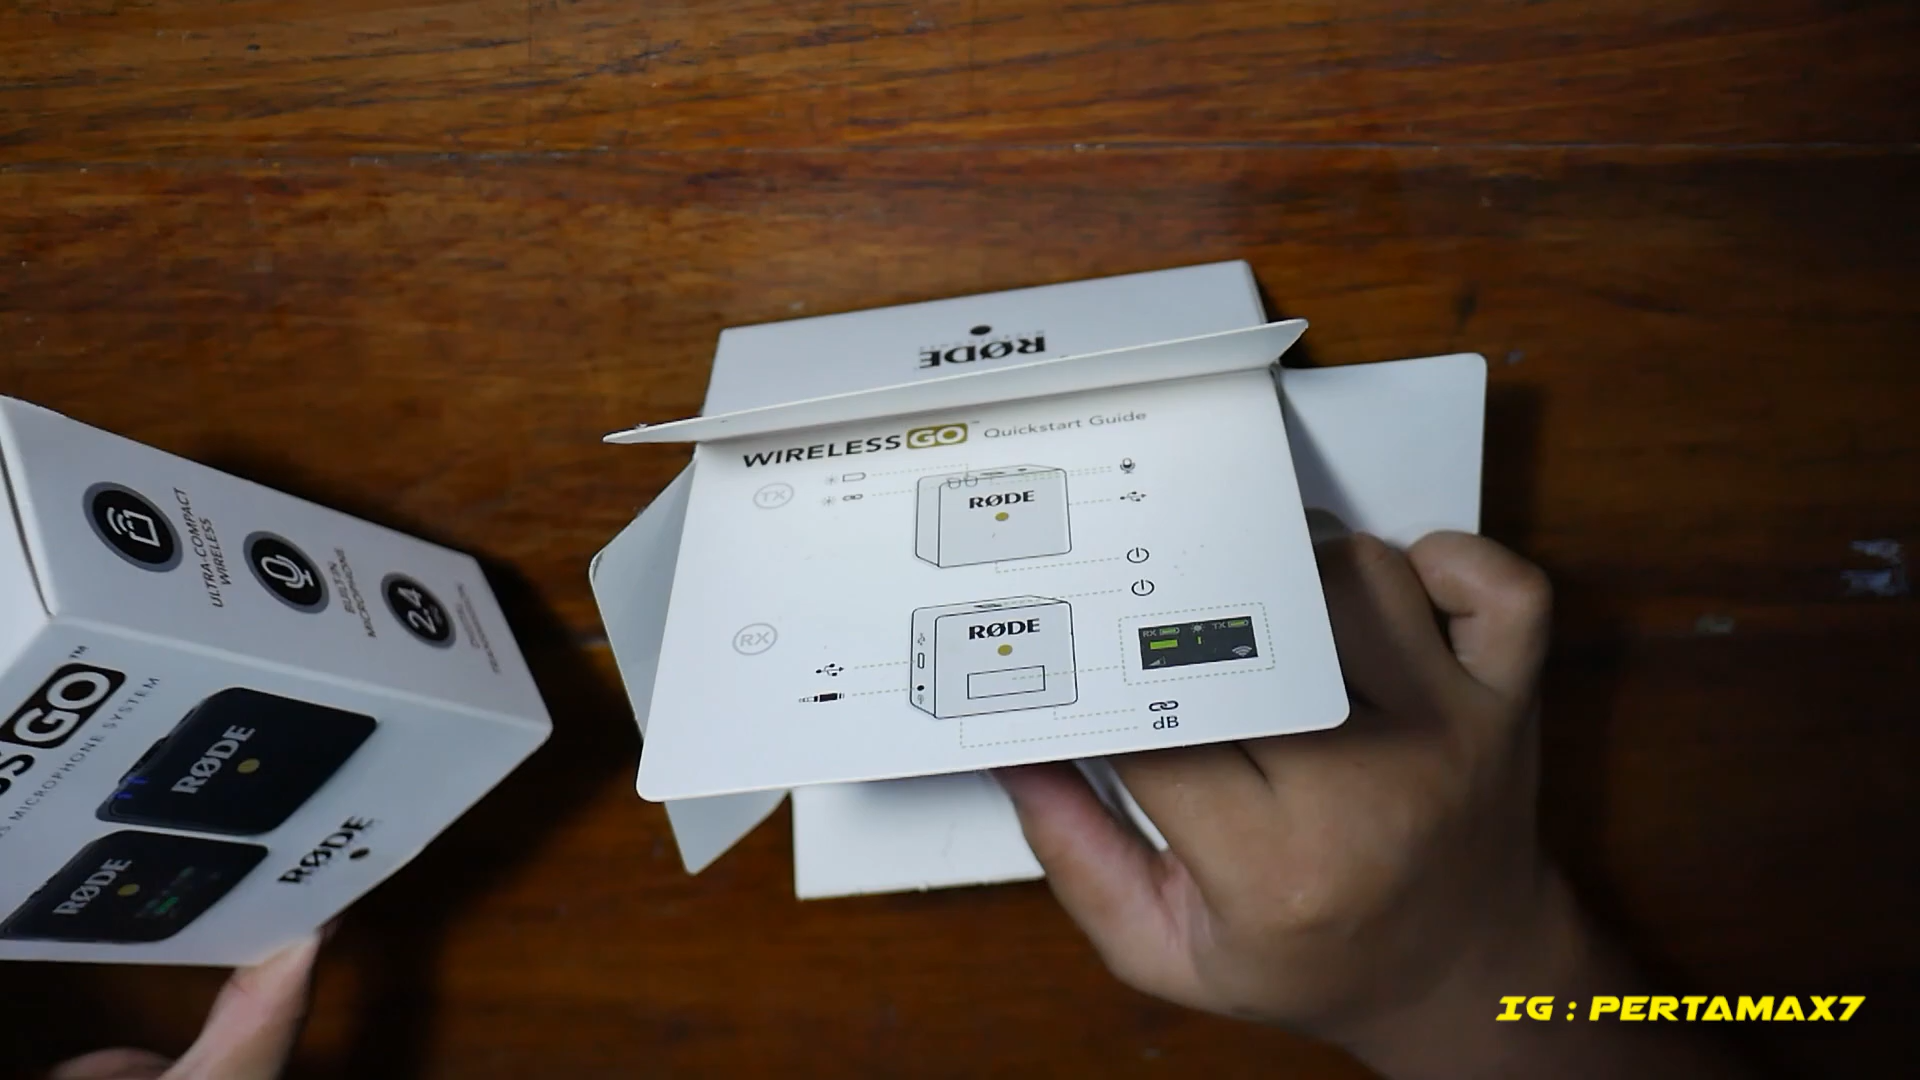 RØDE
WIRELESS GO™ Quickstart Guide
TX
RØDE
RX
RØDE
RX TX
dB
ULTRA-COMPACT
WIRELESS
BUILT-IN
MICROPHONE
2.4
GO™
MICROPHONE SYSTEM
RØDE
RØDE
RØDE
IG : PERTAMAX7